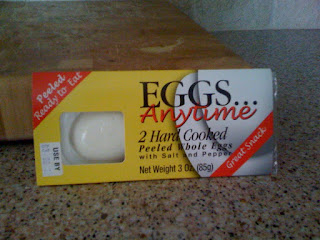 Peeled
Ready to Eat
EGGS...
Anytime
2 Hard Cooked
Peeled Whole Eggs
with Salt and Pepper
Net Weight 3 Oz. (85g)
Great Snack
USE BY